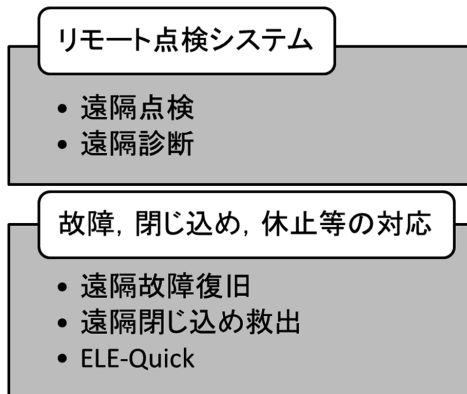 リモート点検システム
• 遠隔点検
• 遠隔診断
故障，閉じ込め，休止等の対応
• 遠隔故障復旧
• 遠隔閉じ込め救出
• ELE-Quick